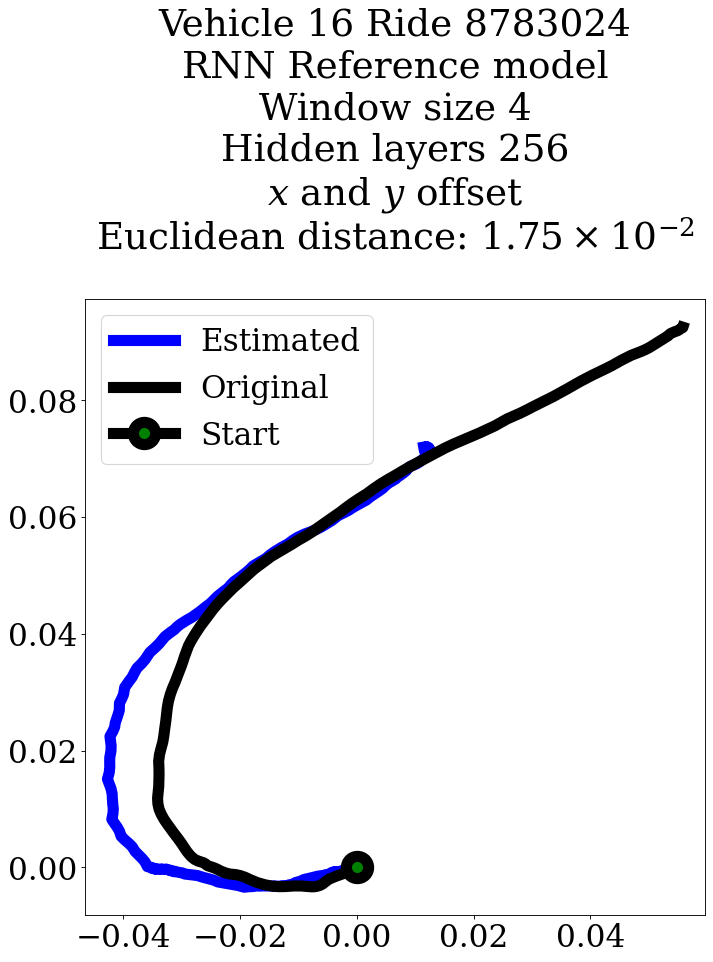 Vehicle 16 Ride 8783024
RNN Reference model
Window size 4
Hidden layers 256
x and y offset
Euclidean distance: 1.75 × 10⁻²
Estimated
Original
Start
0.08
0.06
0.04
0.02
0.00
−0.04 −0.02 0.00 0.02 0.04